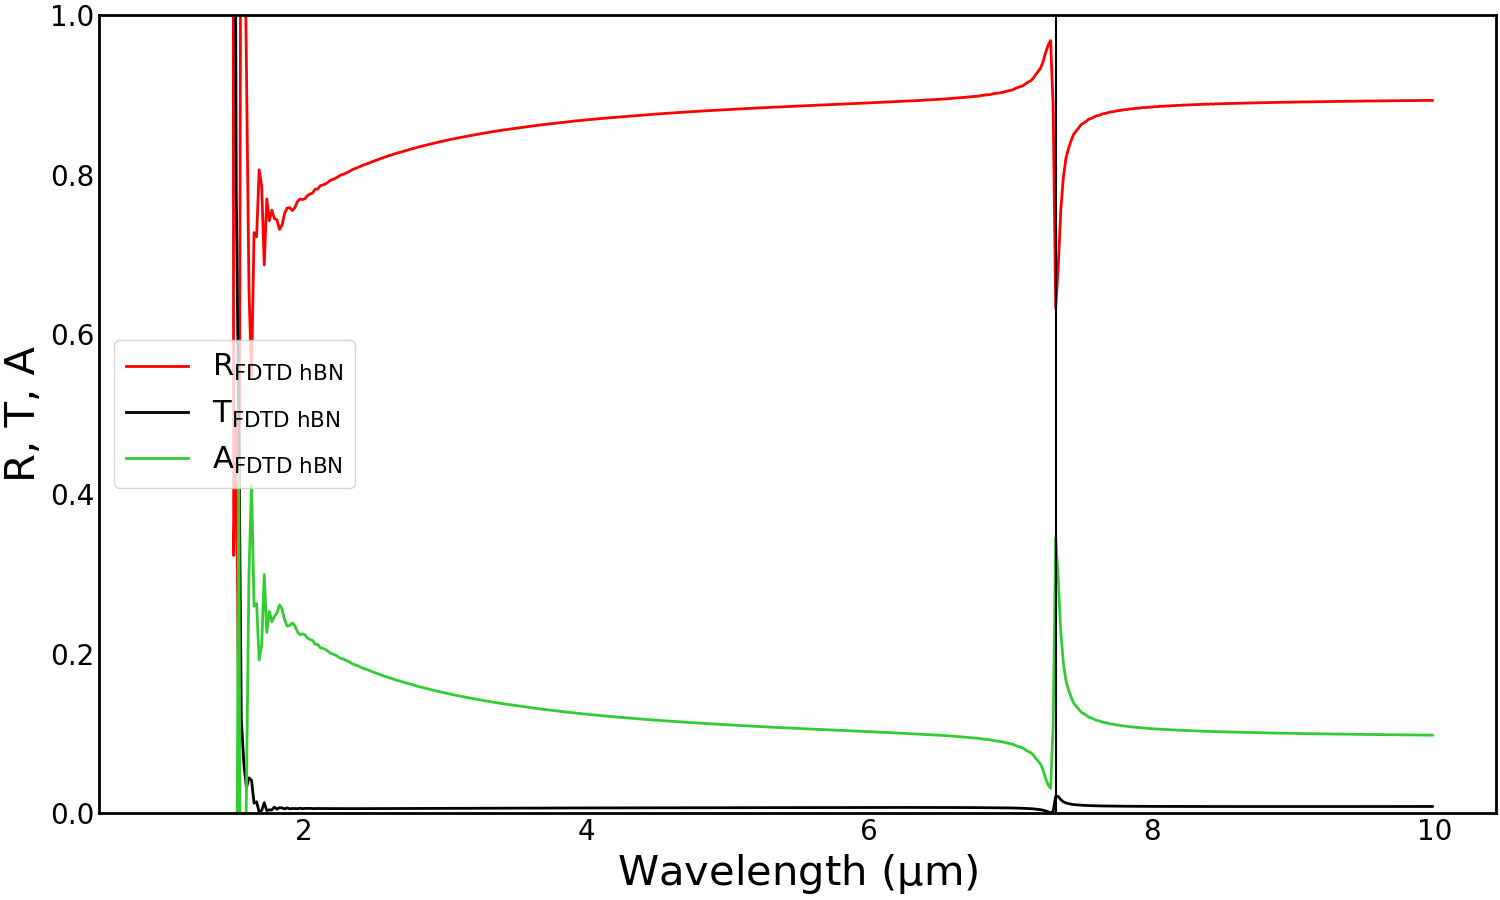 1.0
0.8
0.6
0.4
0.2
0.0
R, T, A
R_FDTD hBN
T_FDTD hBN
A_FDTD hBN
2 4 6 8 10
Wavelength (μm)